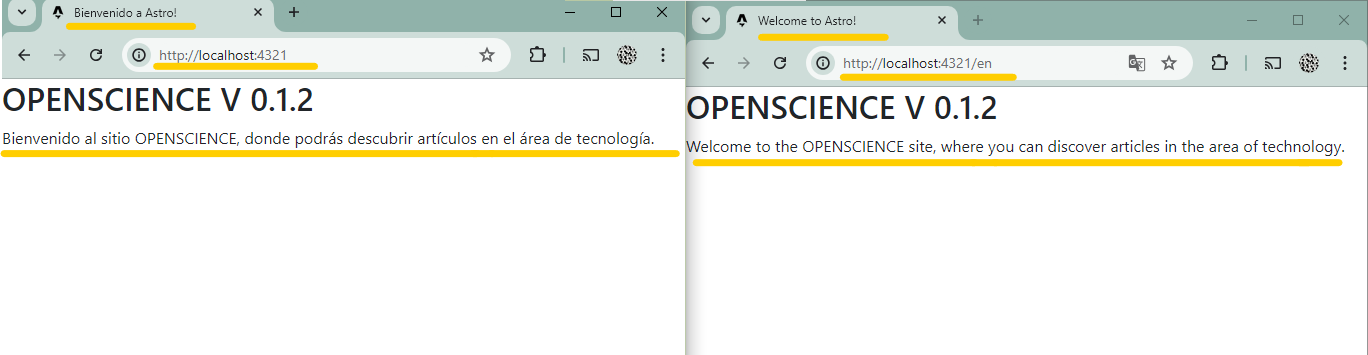 Bienvenido a Astro!
http://localhost:4321
OPENSCIENCE V 0.1.2
Bienvenido al sitio OPENSCIENCE, donde podrás descubrir artículos en el área de tecnología.
Welcome to Astro!
http://localhost:4321/en
OPENSCIENCE V 0.1.2
Welcome to the OPENSCIENCE site, where you can discover articles in the area of technology.